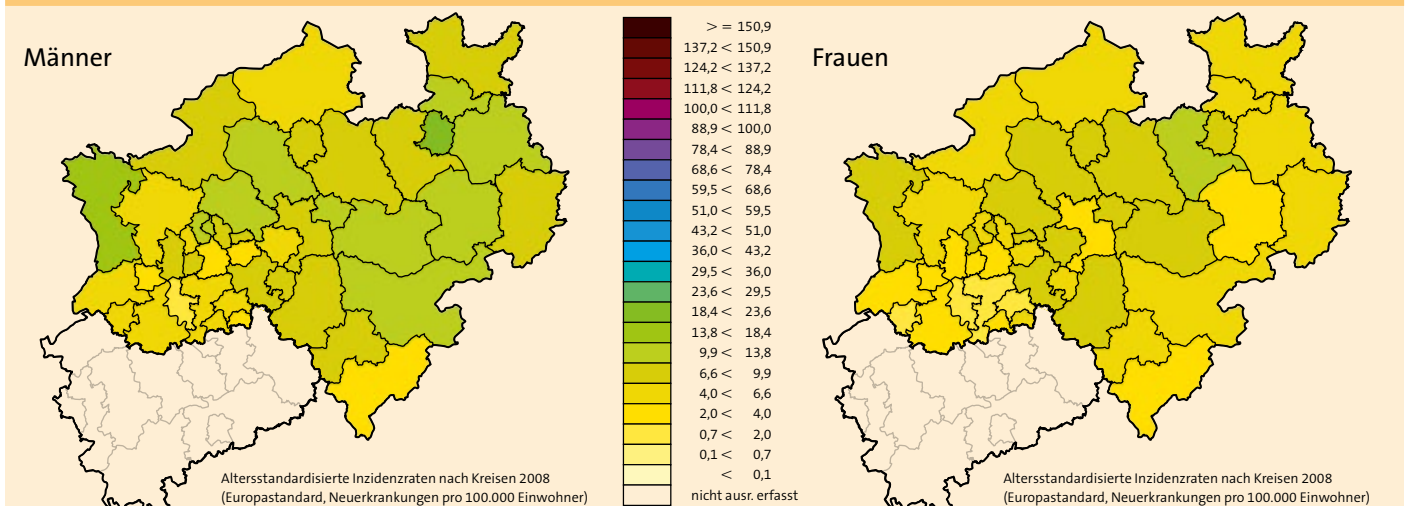 Männer
Frauen
> = 150,9
137,2 < 150,9
124,2 < 137,2
111,8 < 124,2
100,0 < 111,8
88,9 < 100,0
78,4 < 88,9
68,6 < 78,4
59,5 < 68,6
51,0 < 59,5
43,2 < 51,0
36,0 < 43,2
29,5 < 36,0
23,6 < 29,5
18,4 < 23,6
13,8 < 18,4
9,9 < 13,8
6,6 < 9,9
4,0 < 6,6
2,0 < 4,0
0,7 < 2,0
0,1 < 0,7
< 0,1
nicht ausr. erfasst
Altersstandardisierte Inzidenzraten nach Kreisen 2008
(Europastandard, Neuerkrankungen pro 100.000 Einwohner)
Altersstandardisierte Inzidenzraten nach Kreisen 2008
(Europastandard, Neuerkrankungen pro 100.000 Einwohner)